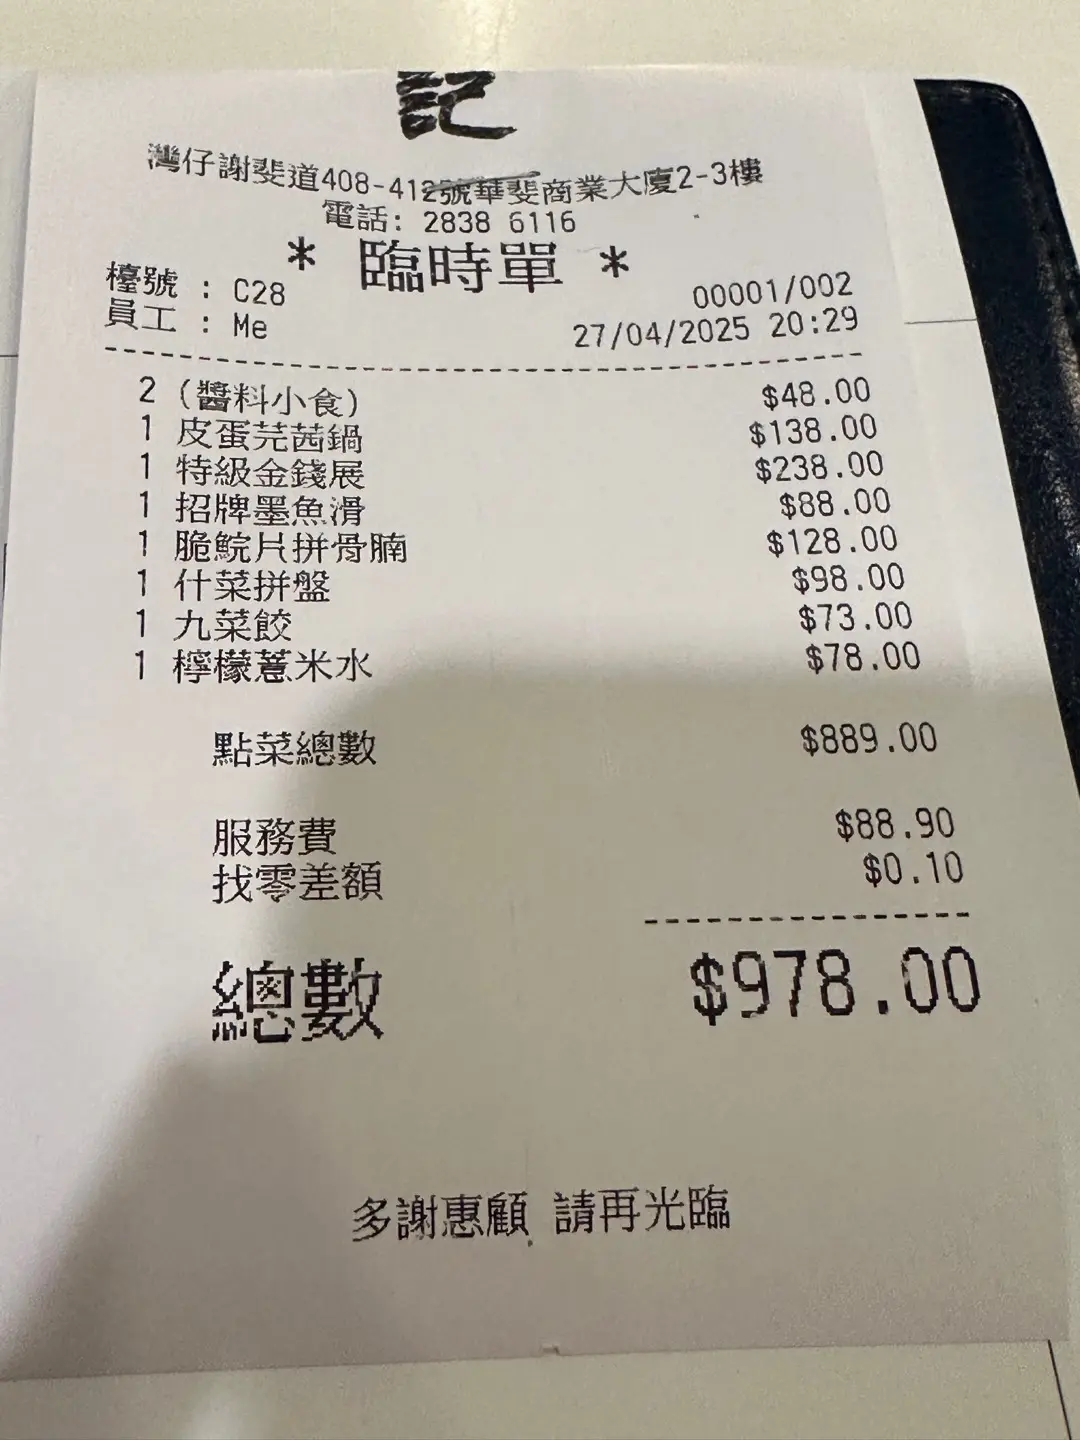 記
灣仔謝斐道408-412號華斐商業大廈2-3樓
電話: 2838 6116
* 臨時單 *
檯號 : C28
00001/002
員工 : Me
27/04/2025 20:29
2 (醬料小食) $48.00
1 皮蛋芫茜鍋 $138.00
1 特級金錢展 $238.00
1 招牌墨魚滑 $88.00
1 脆鯇片拼骨腩 $128.00
1 什菜拼盤 $98.00
1 九菜餃 $73.00
1 檸檬薏米水 $78.00
點菜總數 $889.00
服務費 $88.90
找零差額 $0.10
總數 $978.00
多謝惠顧 請再光臨